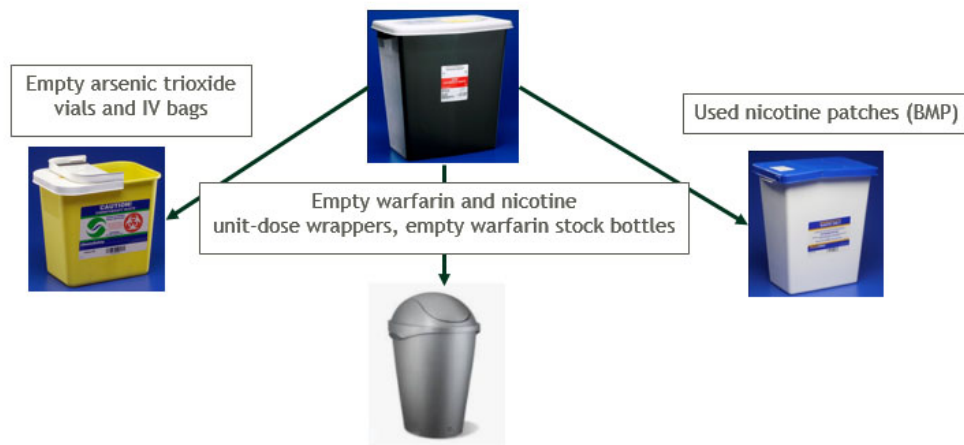 Empty arsenic trioxide
vials and IV bags
Used nicotine patches (BMP)
CAUTION!
Empty warfarin and nicotine
unit-dose wrappers, empty warfarin stock bottles